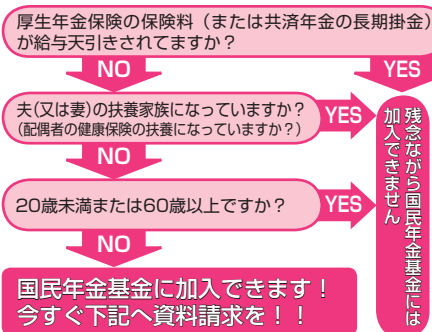 厚生年金保険の保険料（または共済年金の長期掛金）
が給与天引きされてますか？
NO
YES
夫(又は妻)の扶養家族になっていますか？
(配偶者の健康保険の扶養になっていますか？)
YES
NO
20歳未満または60歳以上ですか？
YES
NO
残念ながら国民年金基金には
加入できません
国民年金基金に加入できます！
今すぐ下記へ資料請求を！！